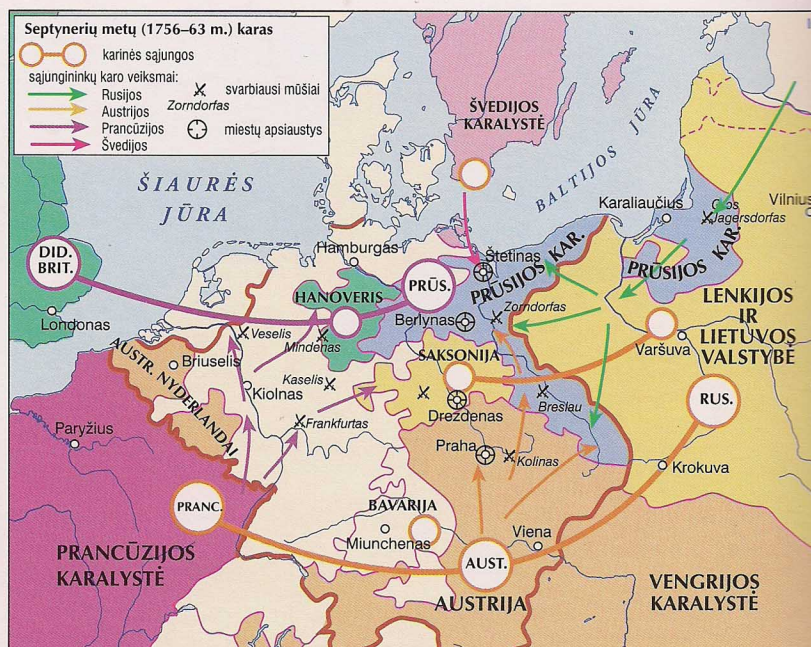 Septynerių metų (1756–63 m.) karas
karinės sąjungos
sąjungininkų karo veiksmai:
Rusijos
Austrijos
Prancūzijos
Švedijos
svarbiausi mūšiai
Zorndorfas
miestų apsiaustys
ŠVEDIJOS
KARALYSTĖ
BALTIJOS JŪRA
ŠIAURĖS
JŪRA
Karaliaučius
Vilnius
Jagersdorfas
PRŪSIJOS KAR.
DID.
BRIT.
Hamburgas
Štetinas
PRŪSIJOS KAR.
HANOVERIS
PRŪS.
Zorndorfas
LENKIJOS
IR
LIETUVOS
VALSTYBĖ
Londonas
Veselis
Mindenas
Berlynas
Varšuva
Briuselis
SAKSONIJA
AUSTR. NYDERLANDAI
Kiolnas
Kaselis
Drezdenas
Breslau
RUS.
Paryžius
Frankfurtas
Praha
Kolinas
Krokuva
PRANC.
BAVARIJA
Miunchenas
Viena
PRANCŪZIJOS
KARALYSTĖ
AUST.
AUSTRIJA
VENGRIJOS
KARALYSTĖ